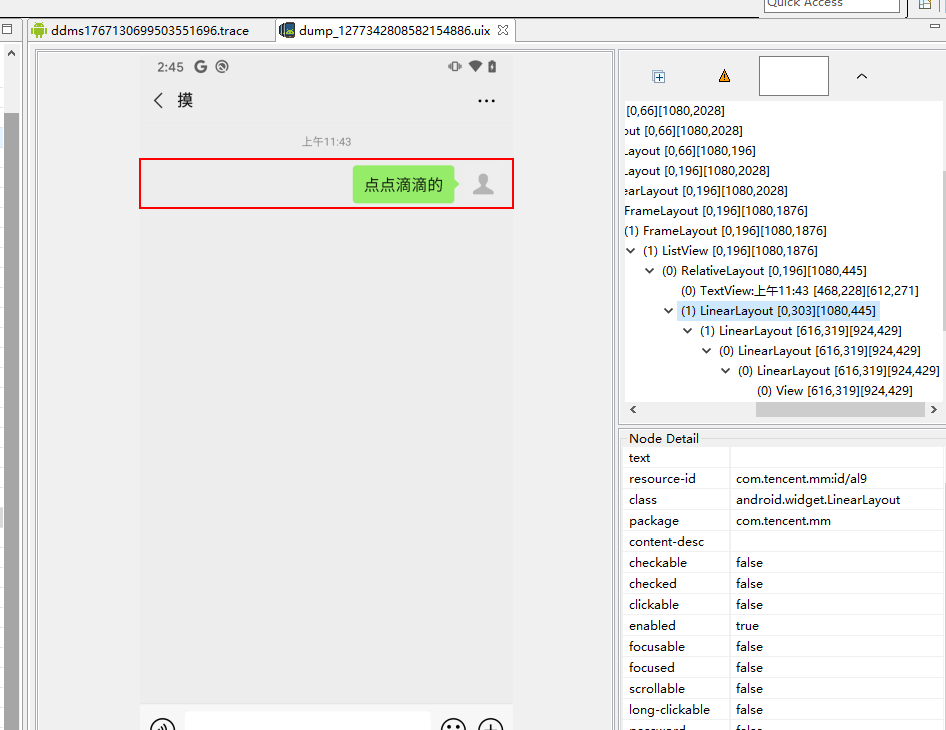 Quick Access
ddms1767130699503551696.trace
dump_1277342808582154886.uix
2:45
摸
上午11:43
点点滴滴的
[0,66][1080,2028]
out [0,66][1080,2028]
Layout [0,66][1080,196]
Layout [0,196][1080,2028]
earLayout [0,196][1080,2028]
FrameLayout [0,196][1080,1876]
(1) FrameLayout [0,196][1080,1876]
(1) ListView [0,196][1080,1876]
(0) RelativeLayout [0,196][1080,445]
(0) TextView:上午11:43 [468,228][612,271]
(1) LinearLayout [0,303][1080,445]
(1) LinearLayout [616,319][924,429]
(0) LinearLayout [616,319][924,429]
(0) LinearLayout [616,319][924,429]
(0) View [616,319][924,429]
Node Detail
text
resource-id com.tencent.mm:id/al9
class android.widget.LinearLayout
package com.tencent.mm
content-desc
checkable false
checked false
clickable false
enabled true
focusable false
focused false
scrollable false
long-clickable false
password false